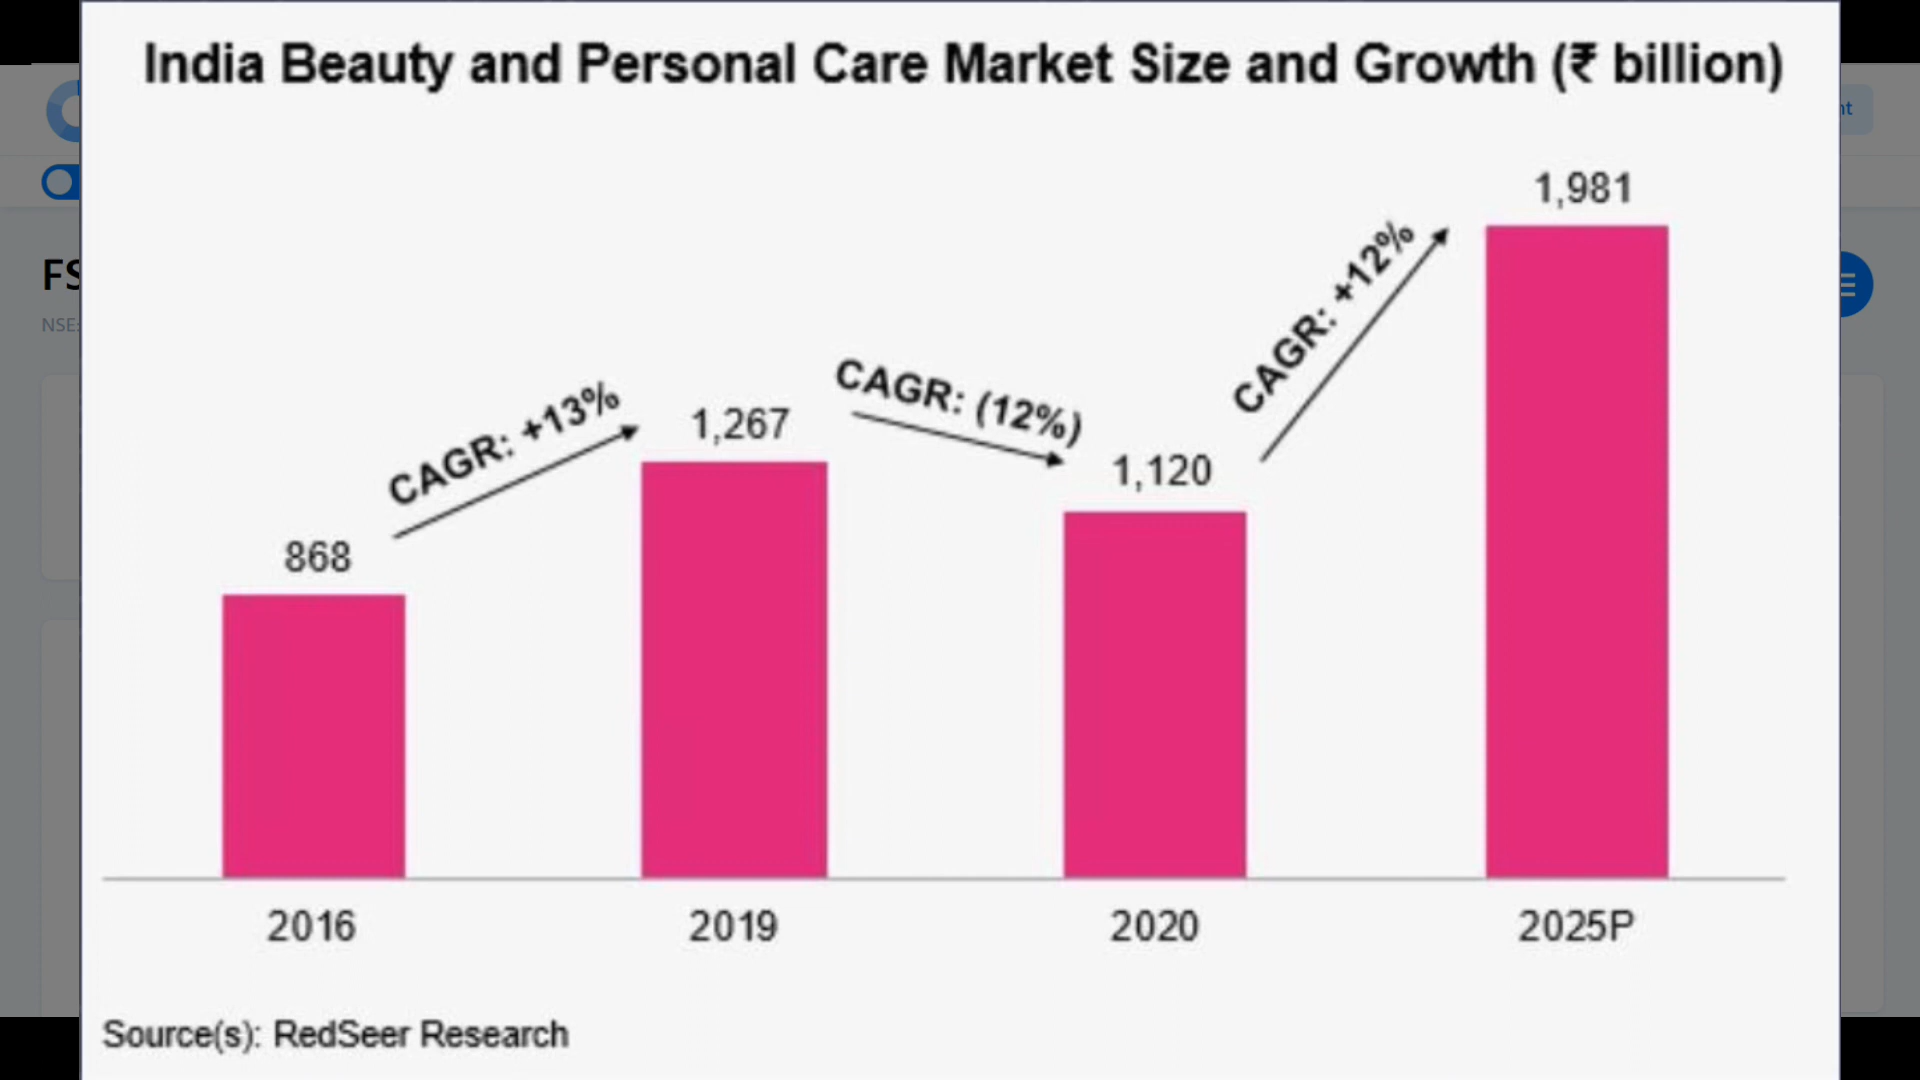 India Beauty and Personal Care Market Size and Growth (₹ billion)
nt
1,981
CAGR: +12%
FS
NSE:
CAGR: +13%
1,267
CAGR: (12%)
1,120
868
2016
2019
2020
2025P
Source(s): RedSeer Research